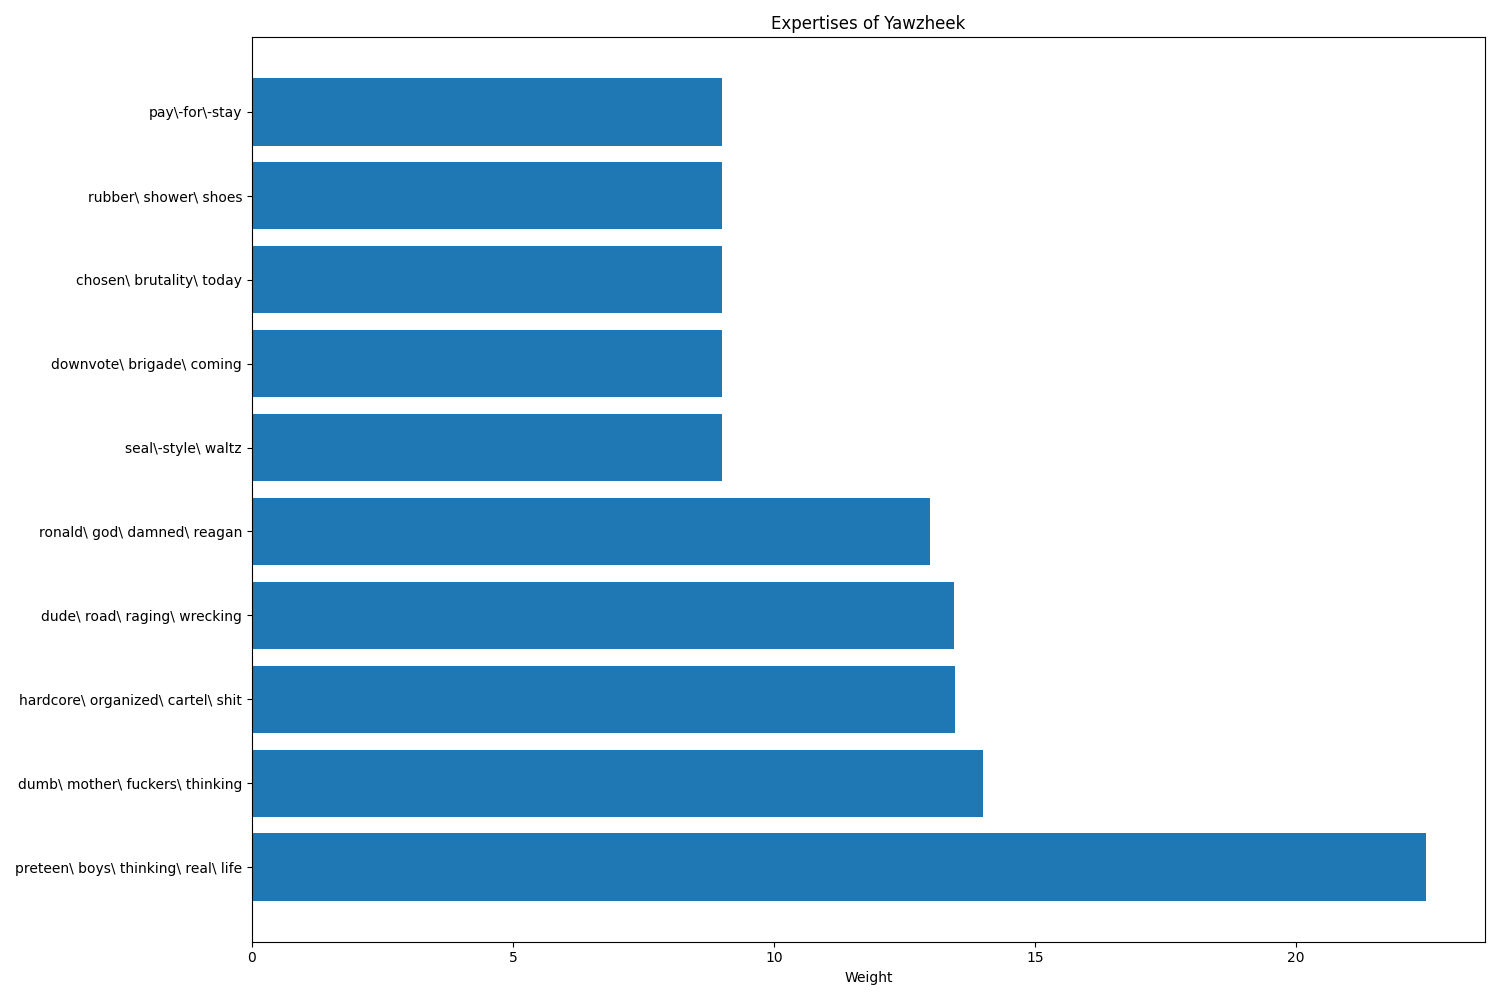 Expertises of Yawzheek
pay\-for\-stay
rubber\ shower\ shoes
chosen\ brutality\ today
downvote\ brigade\ coming
seal\-style\ waltz
ronald\ god\ damned\ reagan
dude\ road\ raging\ wrecking
hardcore\ organized\ cartel\ shit
dumb\ mother\ fuckers\ thinking
preteen\ boys\ thinking\ real\ life
0 5 10 15 20
Weight